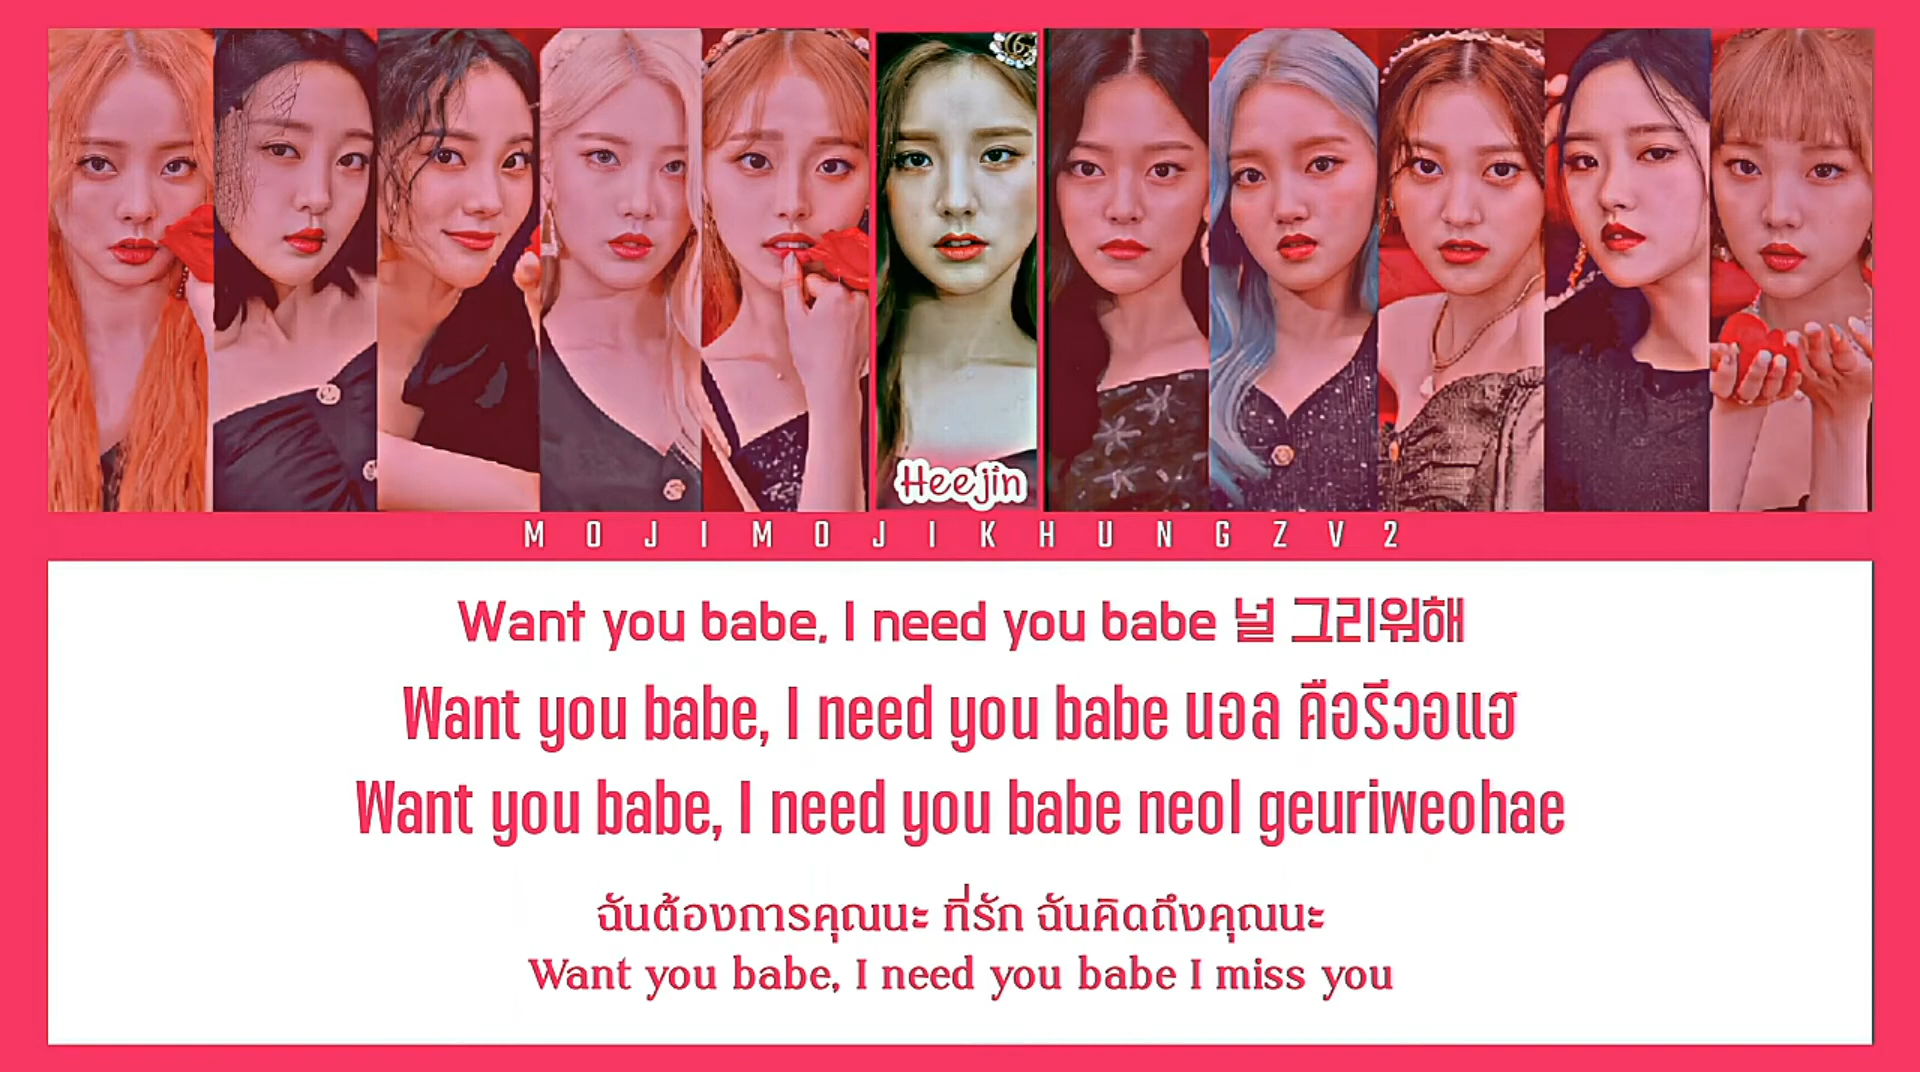 Heejin
MOJIMOJIKHUNGZV2
Want you babe, I need you babe 널 그리워해
Want you babe, I need you babe นอล คือรีวอแฮ
Want you babe, I need you babe neol geuriweohae
ฉันต้องการคุณนะ ที่รัก ฉันคิดถึงคุณนะ
Want you babe, I need you babe I miss you